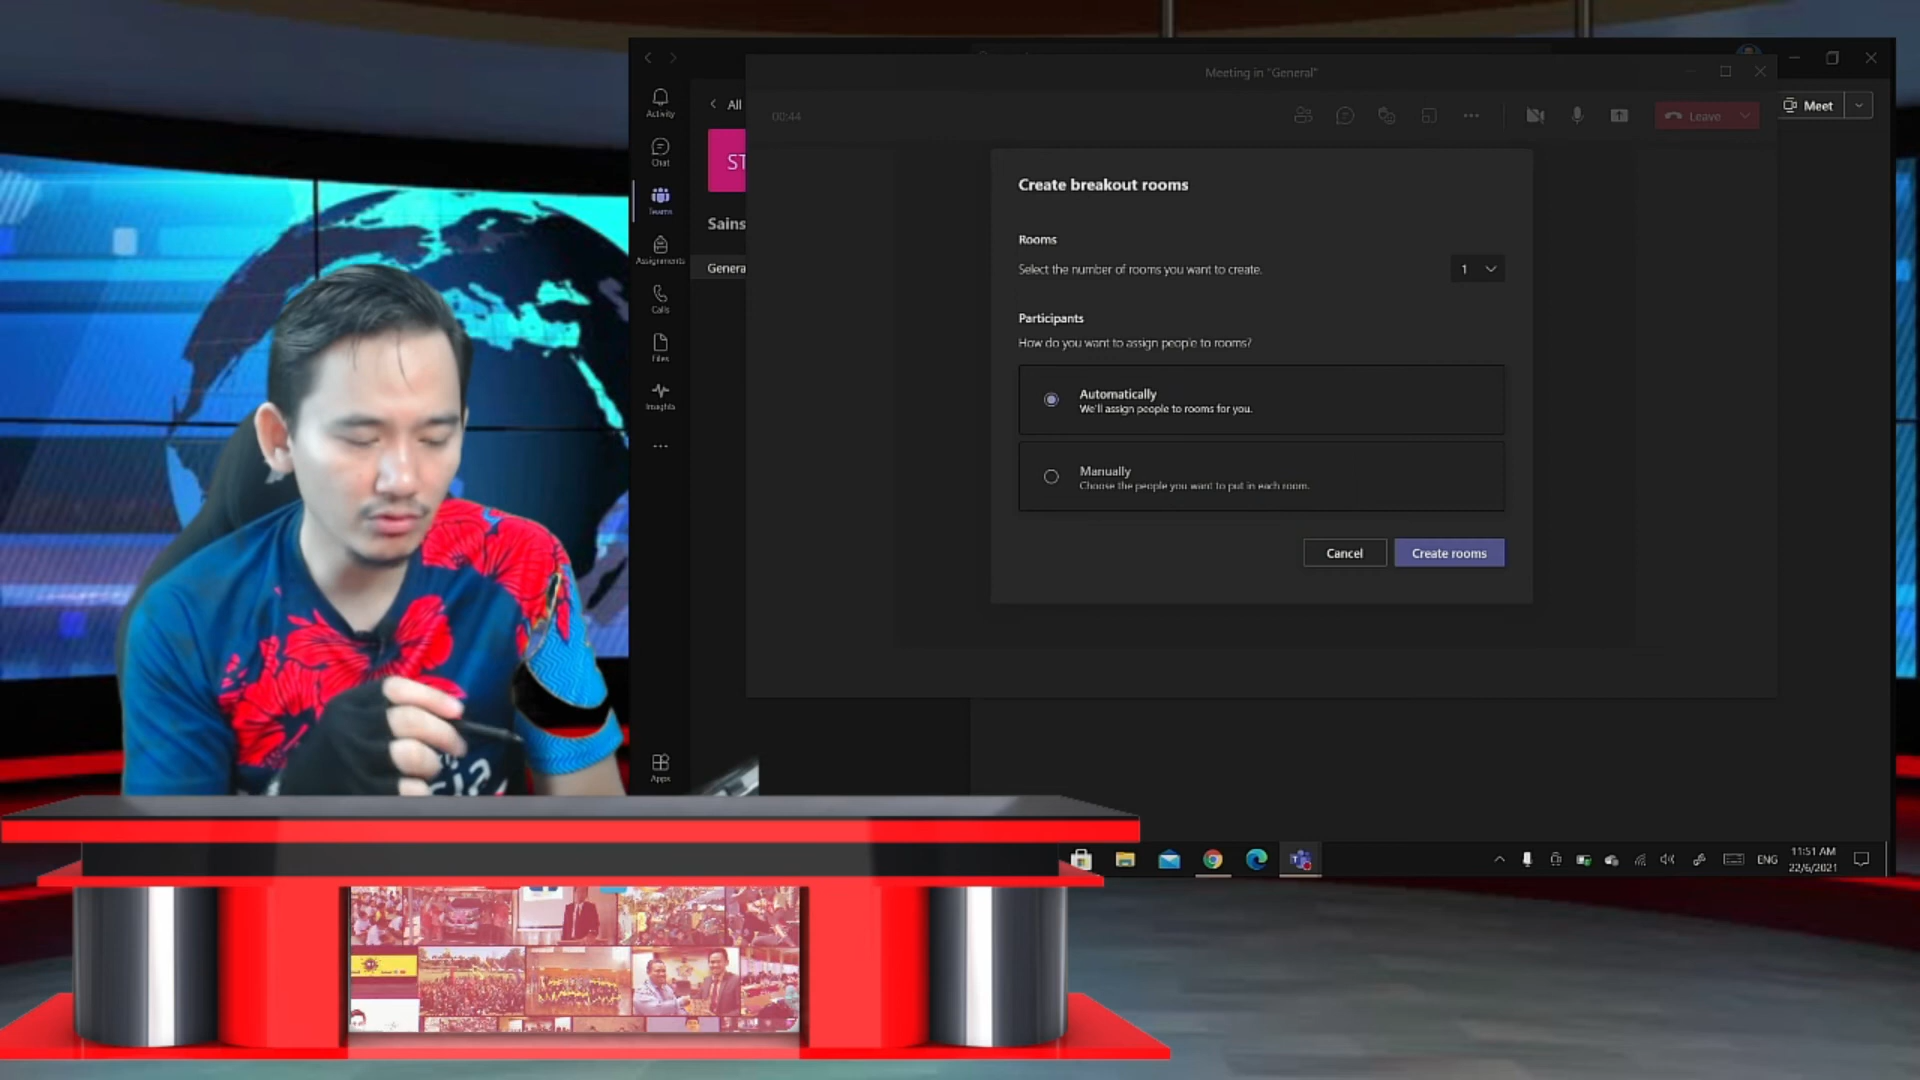 Activity
Chat
Teams
Assignments
Calls
Files
Insights
Apps
All
ST
Sains
Genera
Meeting in "General"
00:44
Leave
Meet
Create breakout rooms
Rooms
Select the number of rooms you want to create.
1
Participants
How do you want to assign people to rooms?
Automatically
We'll assign people to rooms for you.
Manually
Choose the people you want to put in each room.
Cancel
Create rooms
ENG
11:51 AM
22/6/2021